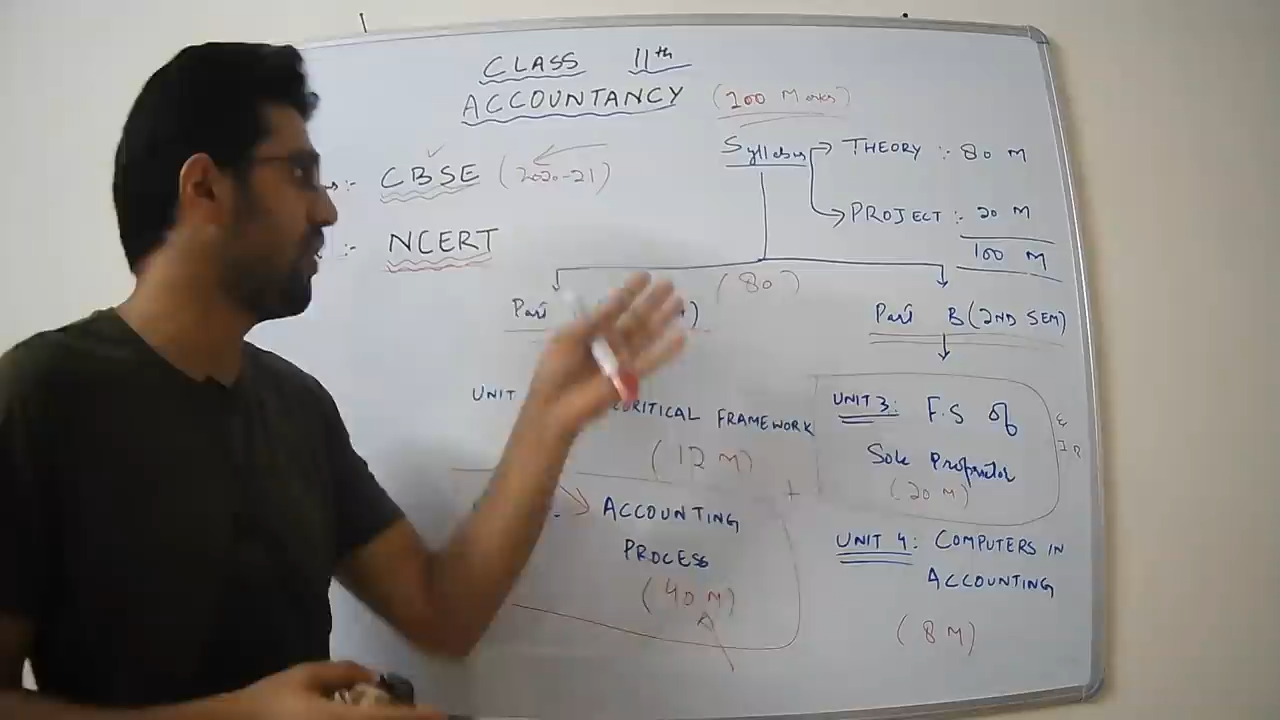 CLASS 11th
ACCOUNTANCY (100 Marks)
:- CBSE (2020-21)
:- NCERT
Syllabus
THEORY :- 80 M
PROJECT :- 20 M
100 M
(80)
Part
Part B (2ND SEM)
UNIT
FRAMEWORK
(12 M)
ACCOUNTING
PROCESS
(40 M)
+
UNIT 3: F.S of
Sole Proprietor
(20 M)
UNIT 4: COMPUTERS IN
ACCOUNTING
(8 M)